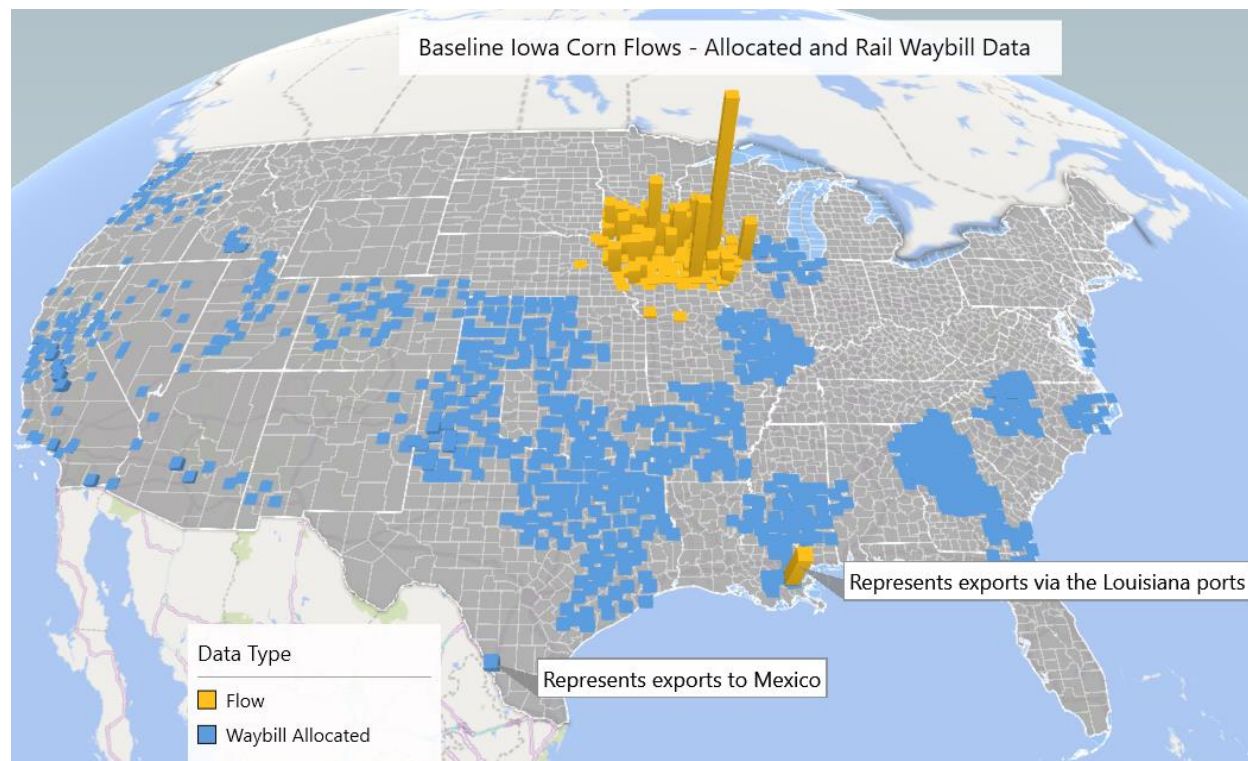 Baseline Iowa Corn Flows - Allocated and Rail Waybill Data
Represents exports via the Louisiana ports
Represents exports to Mexico
Data Type
Flow
Waybill Allocated